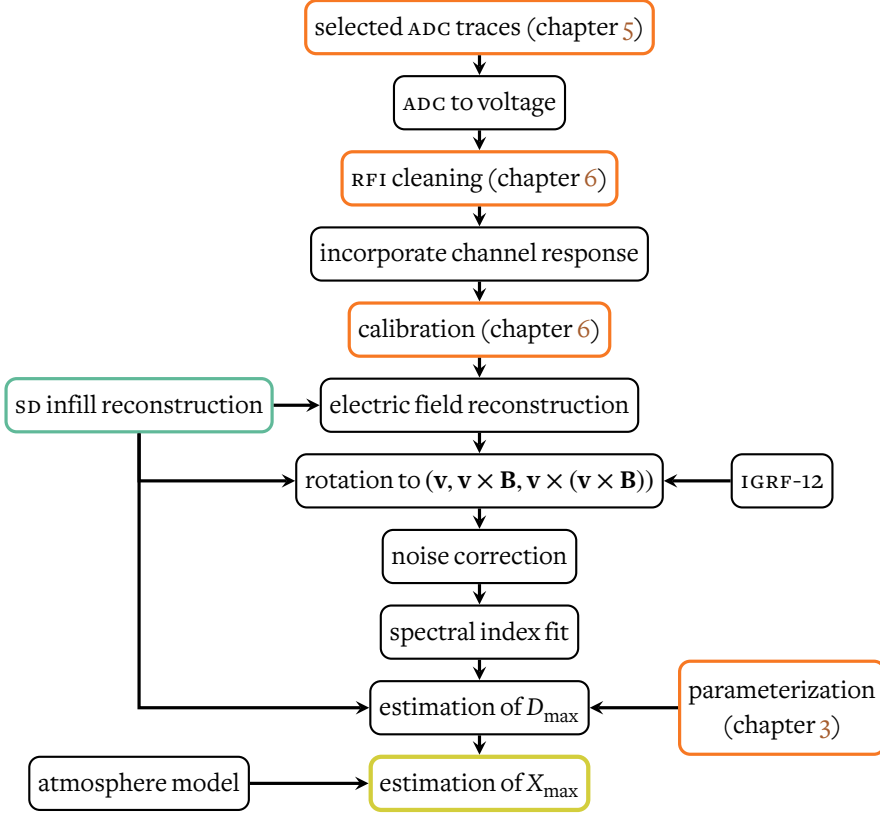 selected ADC traces (chapter 5)
ADC to voltage
RFI cleaning (chapter 6)
incorporate channel response
calibration (chapter 6)
SD infill reconstruction
electric field reconstruction
rotation to (v, v × B, v × (v × B))
IGRF-12
noise correction
spectral index fit
estimation of D_max
parameterization
(chapter 3)
atmosphere model
estimation of X_max